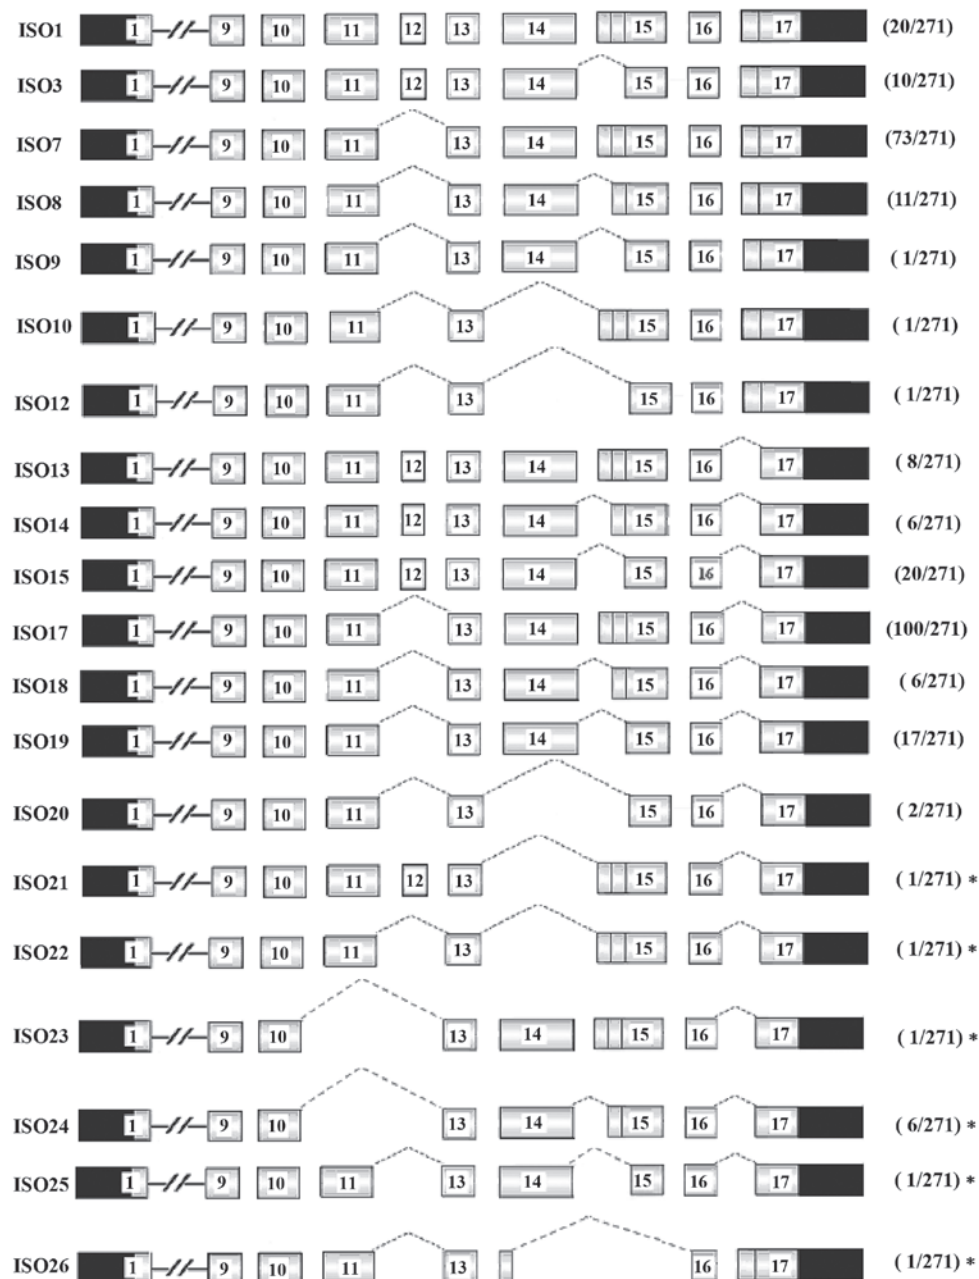 ISO1 1 9 10 11 12 13 14 15 16 17 (20/271)
ISO3 1 9 10 11 12 13 14 15 16 17 (10/271)
ISO7 1 9 10 11 13 14 15 16 17 (73/271)
ISO8 1 9 10 11 13 14 15 16 17 (11/271)
ISO9 1 9 10 11 13 14 15 16 17 ( 1/271)
ISO10 1 9 10 11 13 15 16 17 ( 1/271)
ISO12 1 9 10 11 13 15 16 17 ( 1/271)
ISO13 1 9 10 11 12 13 14 15 16 17 ( 8/271)
ISO14 1 9 10 11 12 13 14 15 16 17 ( 6/271)
ISO15 1 9 10 11 12 13 14 15 16 17 (20/271)
ISO17 1 9 10 11 13 14 15 16 17 (100/271)
ISO18 1 9 10 11 13 14 15 16 17 ( 6/271)
ISO19 1 9 10 11 13 14 15 16 17 (17/271)
ISO20 1 9 10 11 13 15 16 17 ( 2/271)
ISO21 1 9 10 11 12 13 15 16 17 ( 1/271) *
ISO22 1 9 10 11 13 15 16 17 ( 1/271) *
ISO23 1 9 10 13 14 15 16 17 ( 1/271) *
ISO24 1 9 10 13 14 15 16 17 ( 6/271) *
ISO25 1 9 10 11 13 14 15 16 17 ( 1/271) *
ISO26 1 9 10 11 13 16 17 ( 1/271) *